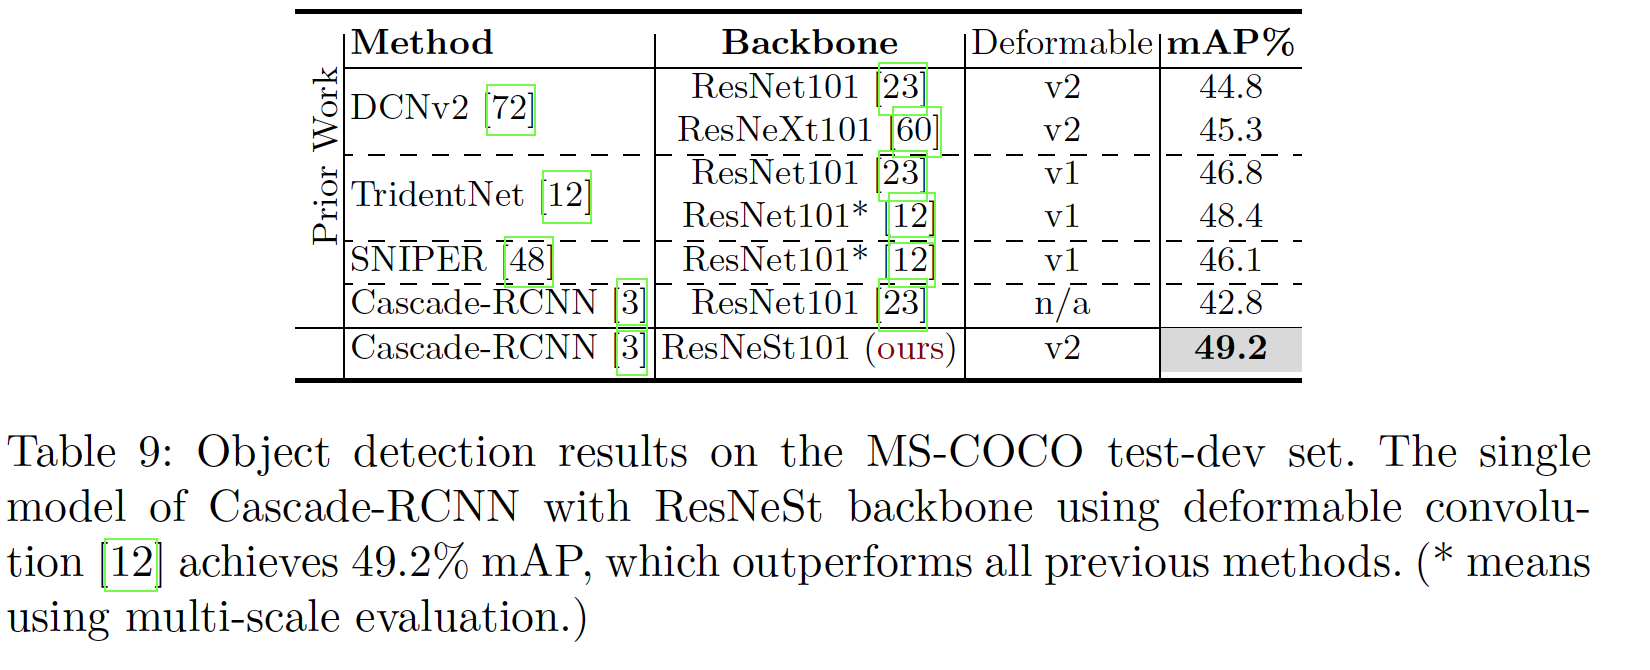 Method Backbone Deformable mAP%
Prior Work
DCNv2 [72] ResNet101 [23] v2 44.8
ResNeXt101 [60] v2 45.3
TridentNet [12] ResNet101 [23] v1 46.8
ResNet101* [12] v1 48.4
SNIPER [48] ResNet101* [12] v1 46.1
Cascade-RCNN [3] ResNet101 [23] n/a 42.8
Cascade-RCNN [3] ResNeSt101 (ours) v2 49.2
Table 9: Object detection results on the MS-COCO test-dev set. The single
model of Cascade-RCNN with ResNeSt backbone using deformable convolu-
tion [12] achieves 49.2% mAP, which outperforms all previous methods. (* means
using multi-scale evaluation.)